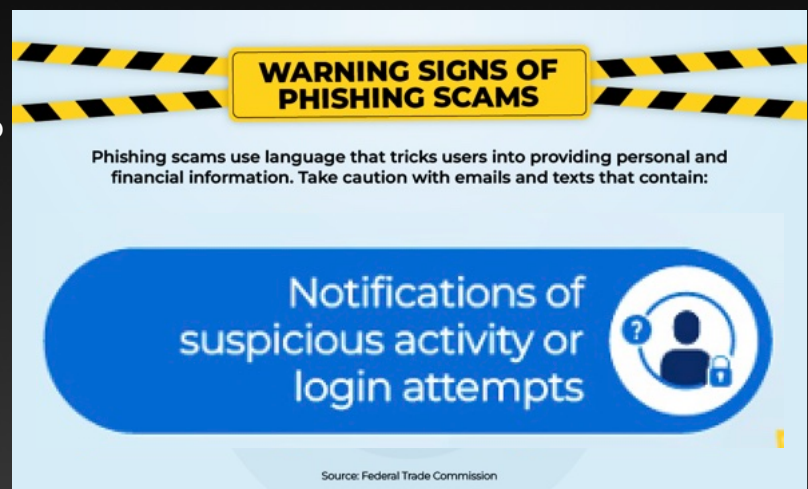 WARNING SIGNS OF
PHISHING SCAMS
Phishing scams use language that tricks users into providing personal and
financial information. Take caution with emails and texts that contain:
Notifications of
suspicious activity or
login attempts
?
Source: Federal Trade Commission